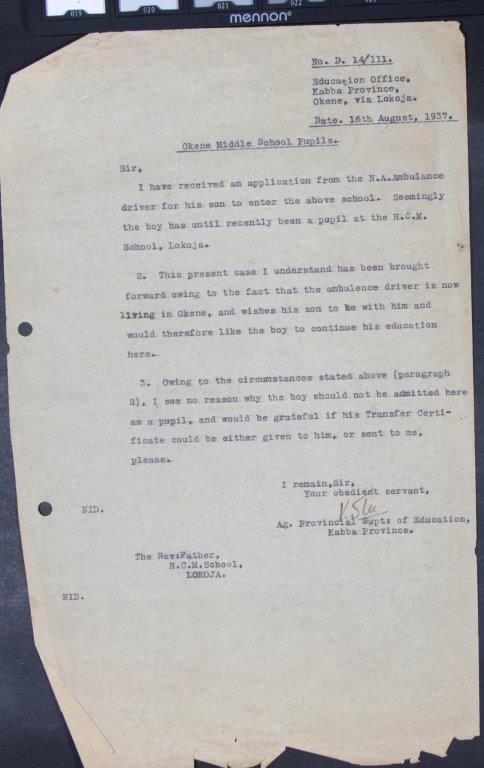 019 020 021 022
mennon®
No. D. 14/111.
Education Office,
Kabba Province,
Okene, via Lokoja.
Date. 16th August, 1937.
Okene Middle School Pupils.
Sir,
I have received an application from the N.A.Ambulance
driver for his son to enter the above school. Seemingly
the boy has until recently been a pupil at the R.C.M.
School, Lokoja.
2. This present case I understand has been brought
forward owing to the fact that the ambulence driver is now
living in Okene, and wishes his son to be with him and
would therefore like the boy to continue his education
here.
3. Owing to the circumstances stated above (paragraph
2), I see no reason why the boy should not be admitted here
as a pupil, and would be grateful if his Transfer Certi-
ficate could be either given to him, or sent to me,
please.
I remain,Sir,
Your obedient servant,
NID.
Ag. Provincial Supt: of Education,
Kabba Province.
The Rev:Father,
R.C.M.School,
LOKOJA.
NID.